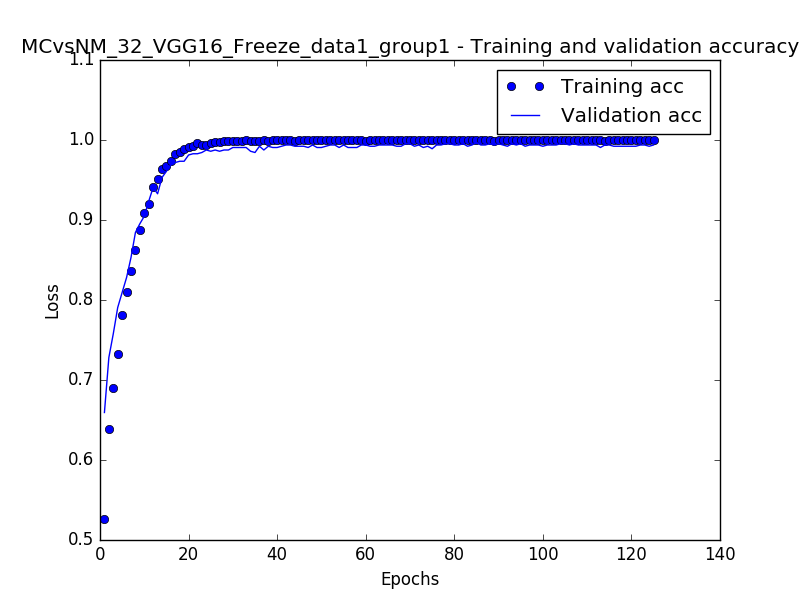 MCvsNM_32_VGG16_Freeze_data1_group1 - Training and validation accuracy
1.1
1.0
0.9
0.8
0.7
0.6
0.5
Loss
Training acc
Validation acc
0 20 40 60 80 100 120 140
Epochs